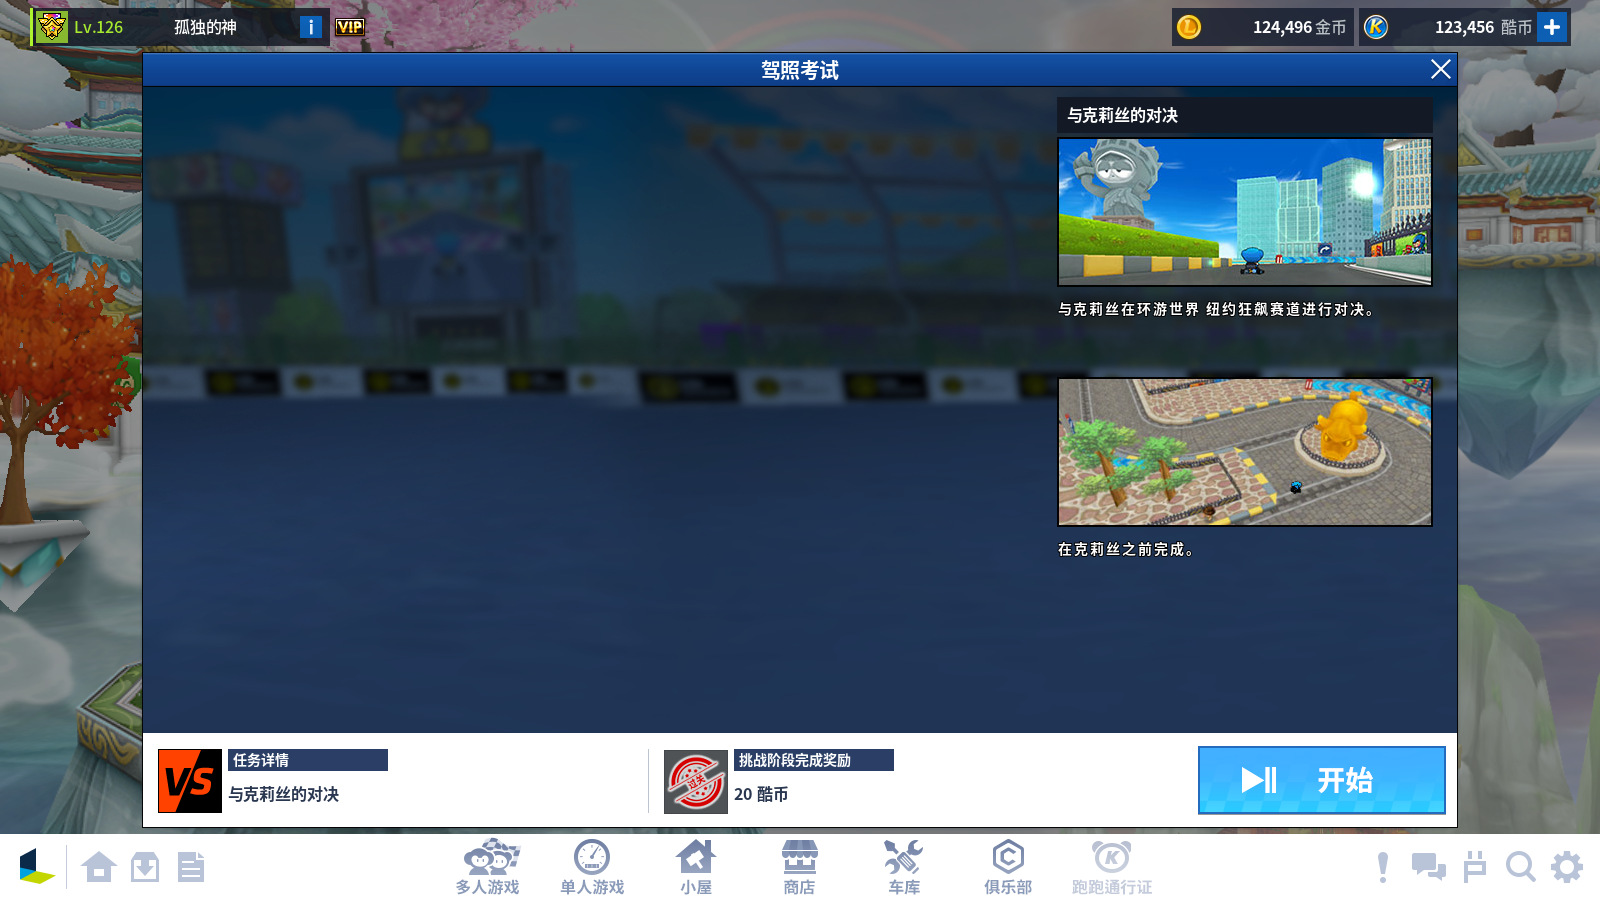 Lv.126 孤独的神 i VIP
124,496 金币 K 123,456 酷币
驾照考试
与克莉丝的对决
与克莉丝在环游世界 纽约狂飙赛道进行对决。
在克莉丝之前完成。
VS 任务详情
与克莉丝的对决
过关 挑战阶段完成奖励
20 酷币
开始
多人游戏 单人游戏 小屋 商店 车库 俱乐部 跑跑通行证